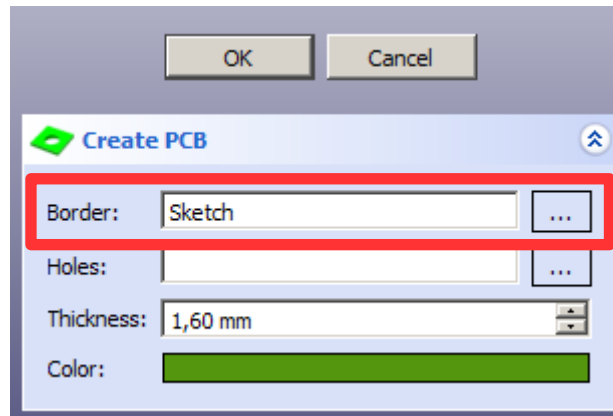 OK Cancel
Create PCB
Border: Sketch ...
Holes: ...
Thickness: 1,60 mm
Color: